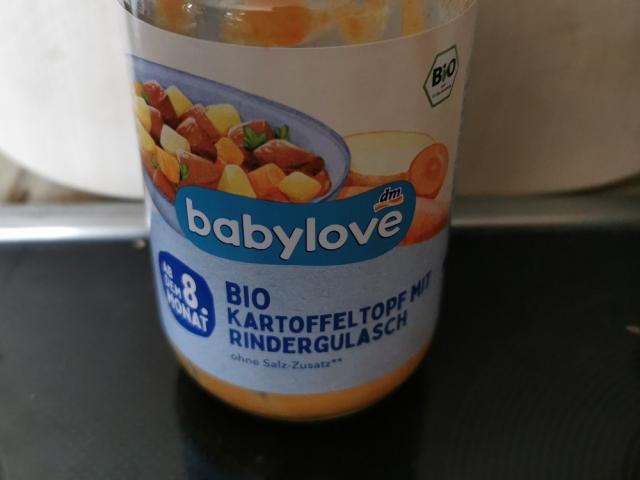 BiO
dm
babylove
AB
DEM 8.
MONAT
BIO
KARTOFFELTOPF MIT
RINDERGULASCH
ohne Salz-Zusatz**